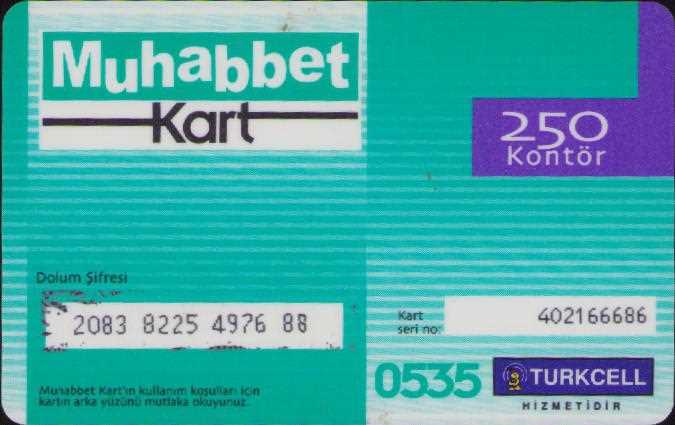 Muhabbet
Kart
250
Kontör
Dolum Şifresi
2083 8225 4976 88
Kart
seri no:
402166686
Muhabbet Kart'ın kullanım koşulları için
kartın arka yüzünü mutlaka okuyunuz.
0535
TURKCELL
HİZMETİDİR